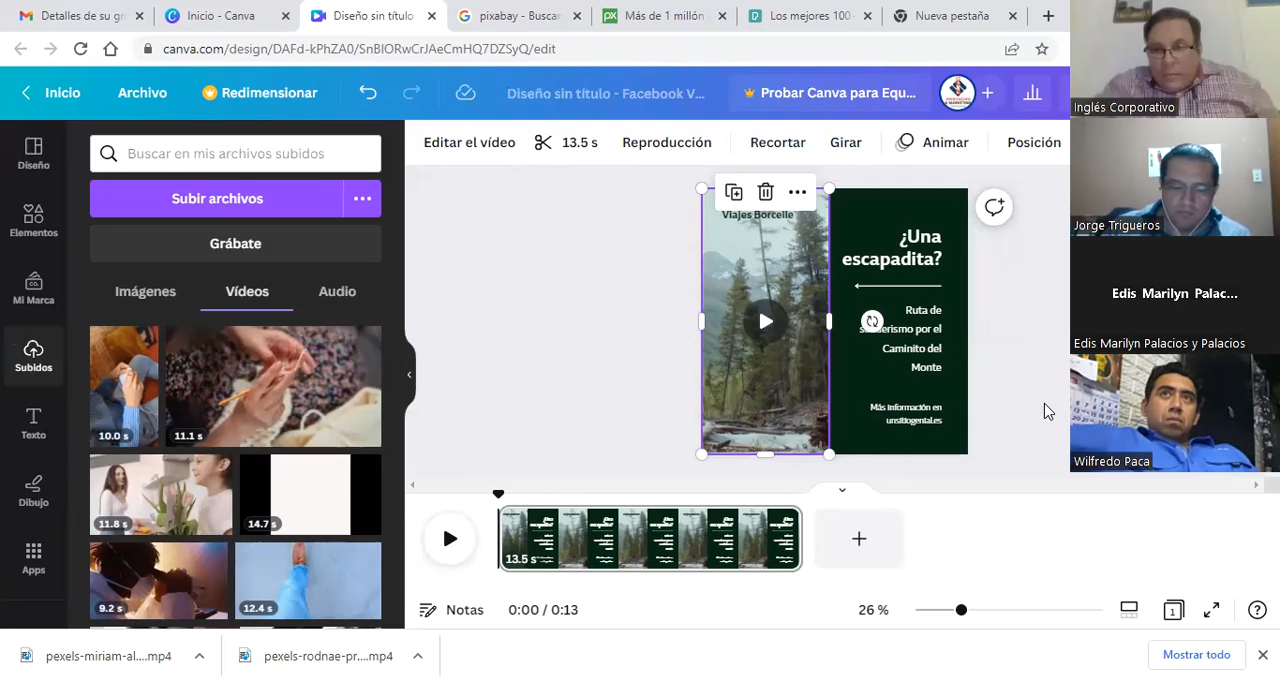 Detalles de su gr
Inicio - Canva
Diseño sin título
pixabay - Buscar
Más de 1 millón
Los mejores 100
Nueva pestaña
canva.com/design/DAFd-kPhZA0/SnBlORwCrJAeCmHQ7DZSyQ/edit
Inicio
Archivo
Redimensionar
Diseño sin título - Facebook V...
Probar Canva para Equ...
Inglés Corporativo
Diseño
Elementos
Mi Marca
Subidos
Texto
Dibujo
Apps
Buscar en mis archivos subidos
Subir archivos
Grábate
Imágenes
Vídeos
Audio
10.0 s
11.1 s
11.8 s
14.7 s
9.2 s
12.4 s
Editar el vídeo
13.5 s
Reproducción
Recortar
Girar
Animar
Posición
Viajes Borcelle
¿Una
escapadita?
Ruta de
senderismo por el
Caminito del
Monte
Más información en
unsitiogenial.es
Jorge Trigueros
Edis Marilyn Palac...
Edis Marilyn Palacios y Palacios
Wilfredo Paca
13.5 s
Notas
0:00 / 0:13
26 %
1
pexels-miriam-al....mp4
pexels-rodnae-pr....mp4
Mostrar todo